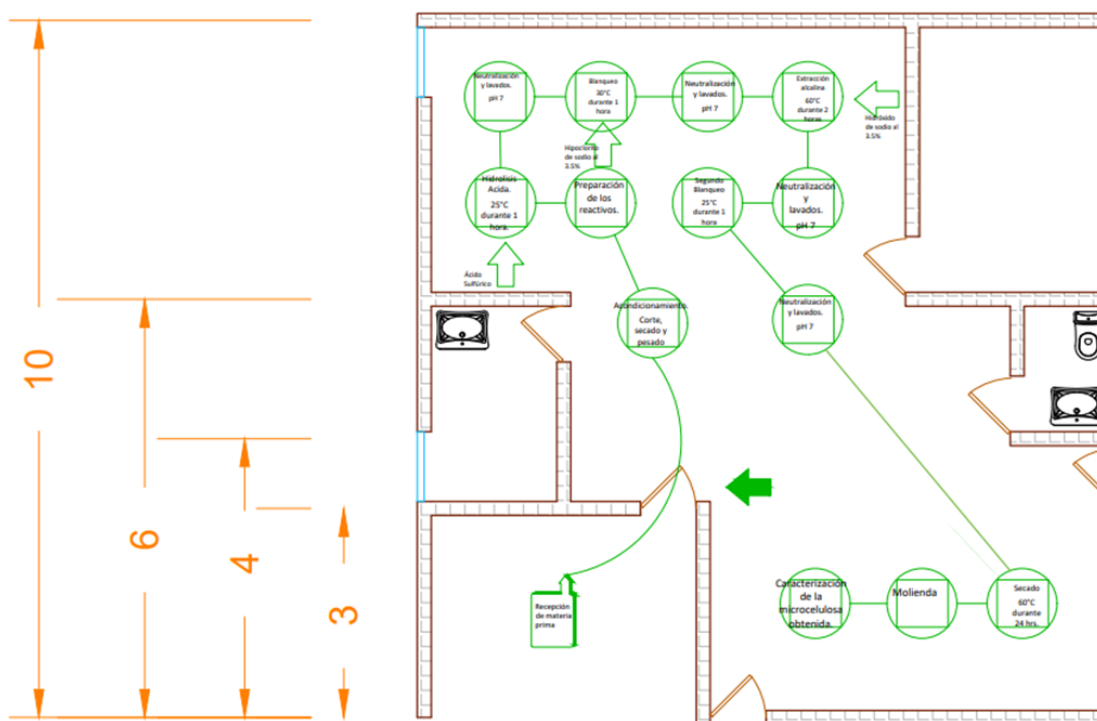 Neutralización
y lavados.
pH 7
Blanqueo
30°C
durante 1
hora
Neutralización
y lavados.
pH 7
Extracción
alcalina
60°C
durante 2
horas
Hidróxido
de sodio al
3.5%
Hipoclorito
de sodio al
3.5%
Hidrolisis
Acida.
25°C
durante 1
hora.
Preparación
de los
reactivos.
Segundo
Blanqueo
25°C
durante 1
hora
Neutralización
y
lavados.
pH 7
Ácido
Sulfúrico
Acondicionamiento.
Corte,
secado y
pesado
Neutralización
y lavados.
pH 7
10
6
4
3
Recepción
de materia
prima
Caracterización
de la
microcelulosa
obtenida.
Molienda
Secado
60°C
durante
24 hrs.